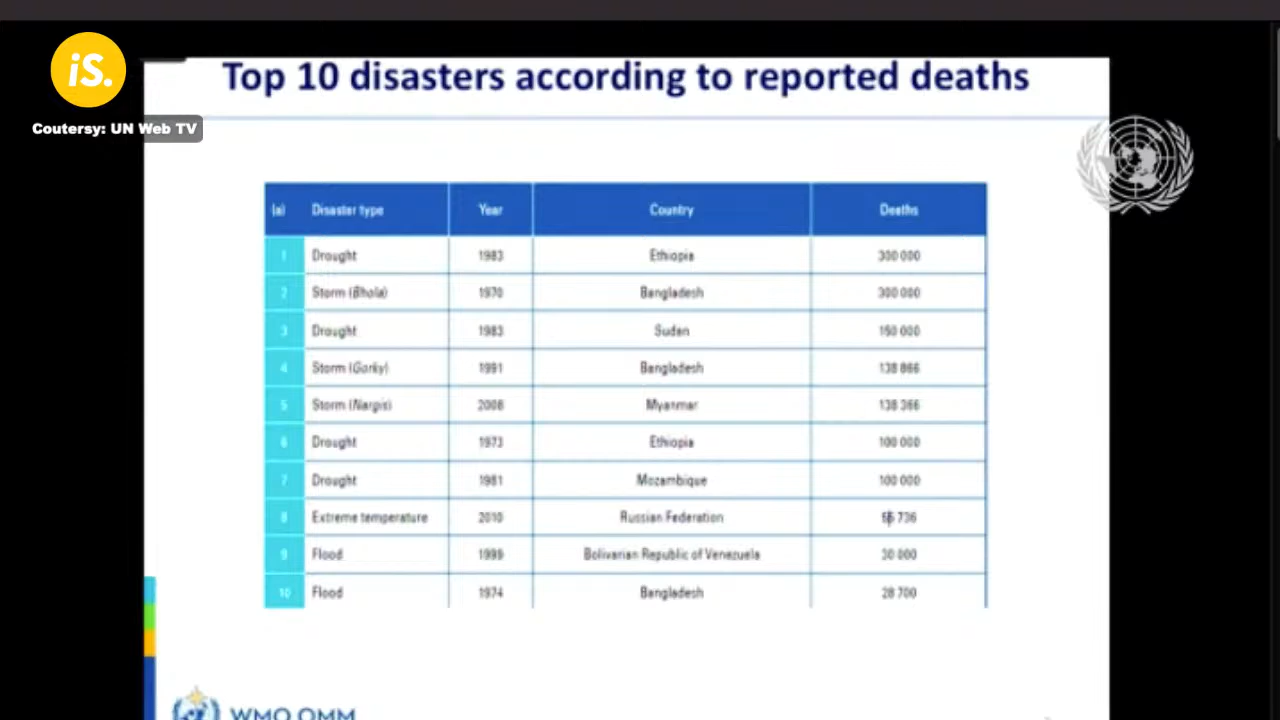 iS.
Coutersy: UN Web TV
Top 10 disasters according to reported deaths
(a) Disaster type Year Country Deaths
1 Drought 1983 Ethiopia 300 000
2 Storm (Bhola) 1970 Bangladesh 300 000
3 Drought 1983 Sudan 150 000
4 Storm (Gorky) 1991 Bangladesh 138 866
5 Storm (Nargis) 2008 Myanmar 138 366
6 Drought 1973 Ethiopia 100 000
7 Drought 1981 Mozambique 100 000
8 Extreme temperature 2010 Russian Federation 736
9 Flood 1999 Bolivarian Republic of Venezuela 30 000
10 Flood 1974 Bangladesh 28 700
WMO OMM